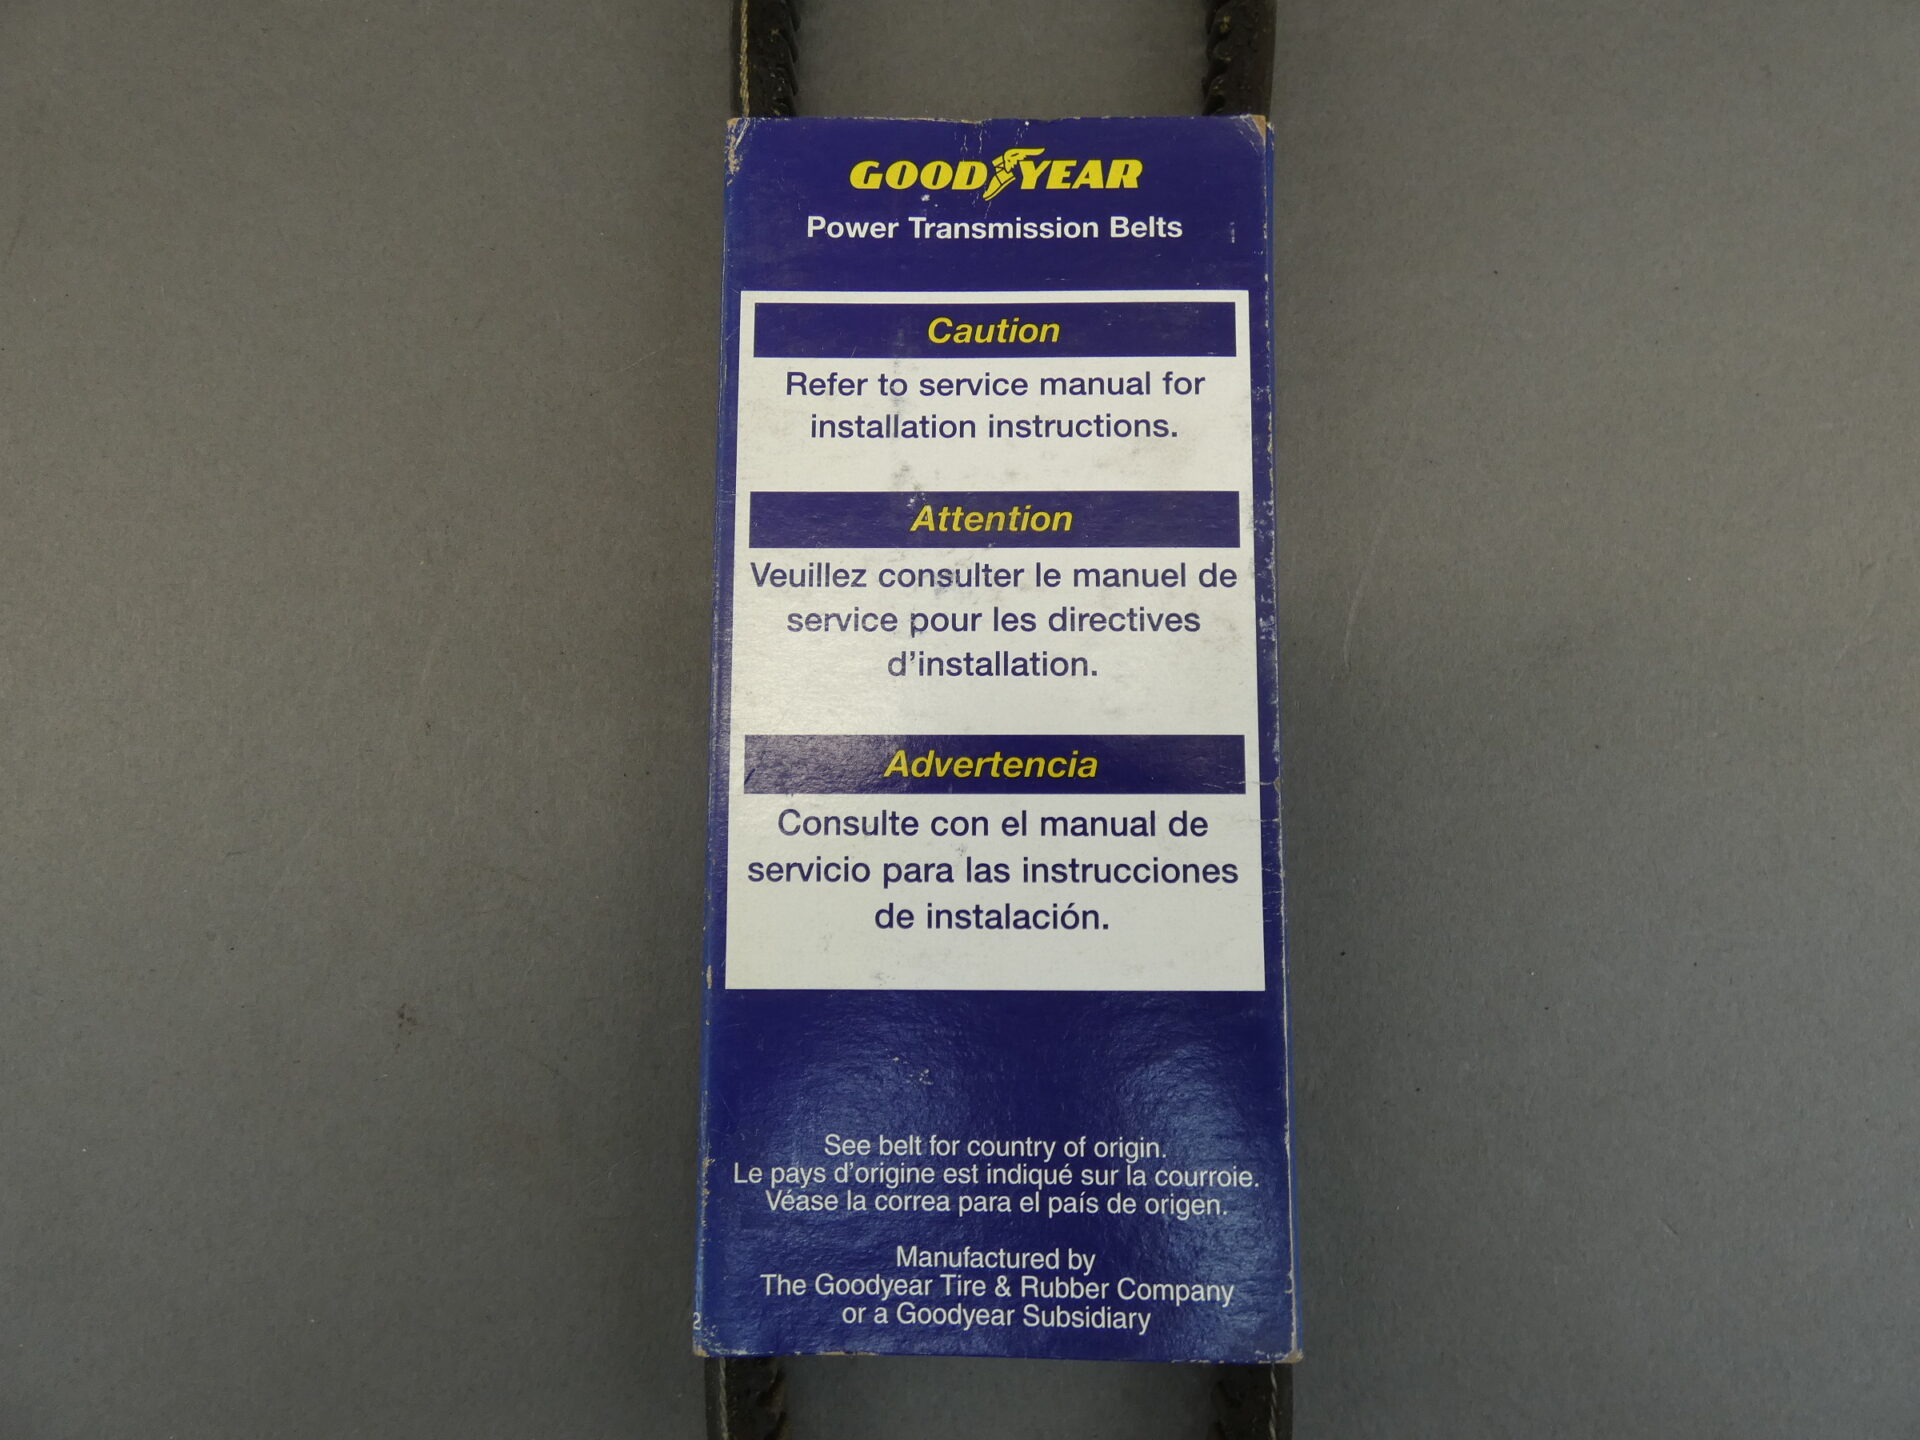 GOODYEAR
Power Transmission Belts
Caution
Refer to service manual for
installation instructions.
Attention
Veuillez consulter le manuel de
service pour les directives
d'installation.
Advertencia
Consulte con el manual de
servicio para las instrucciones
de instalación.
See belt for country of origin.
Le pays d'origine est indiqué sur la courroie.
Véase la correa para el país de origen.
Manufactured by
The Goodyear Tire & Rubber Company
or a Goodyear Subsidiary